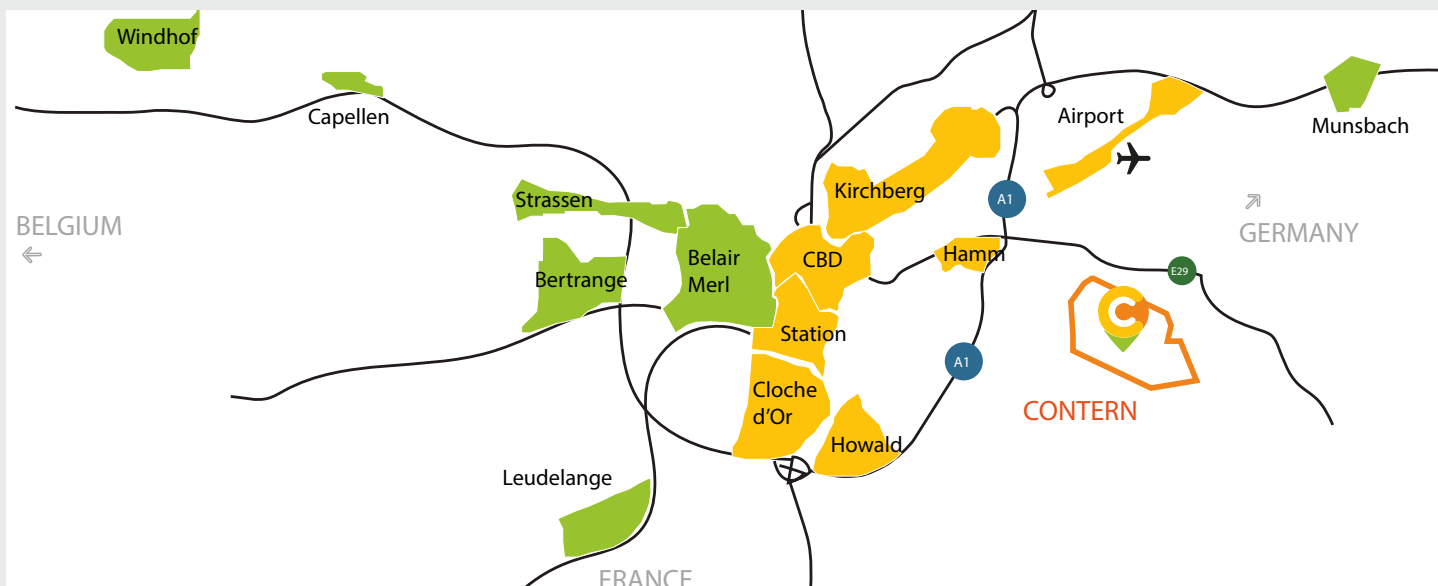 Windhof
Capellen
Airport
Munsbach
Strassen
Kirchberg
A1
BELGIUM
GERMANY
Belair
Merl
CBD
Hamm
Bertrange
E29
Station
A1
Cloche
d'Or
CONTERN
Howald
Leudelange
FRANCE